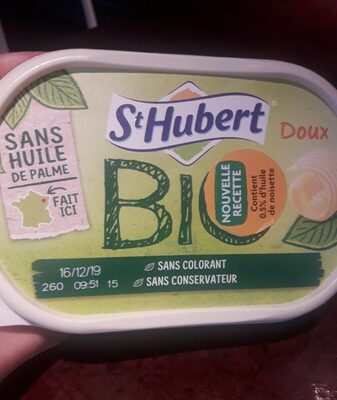 St Hubert
Doux
SANS
HUILE
DE PALME
FAIT
ICI
BIO
NOUVELLE
RECETTE
Contient
0,5% d'huile
de noisette
16/12/19
260 09:51 15
SANS COLORANT
SANS CONSERVATEUR